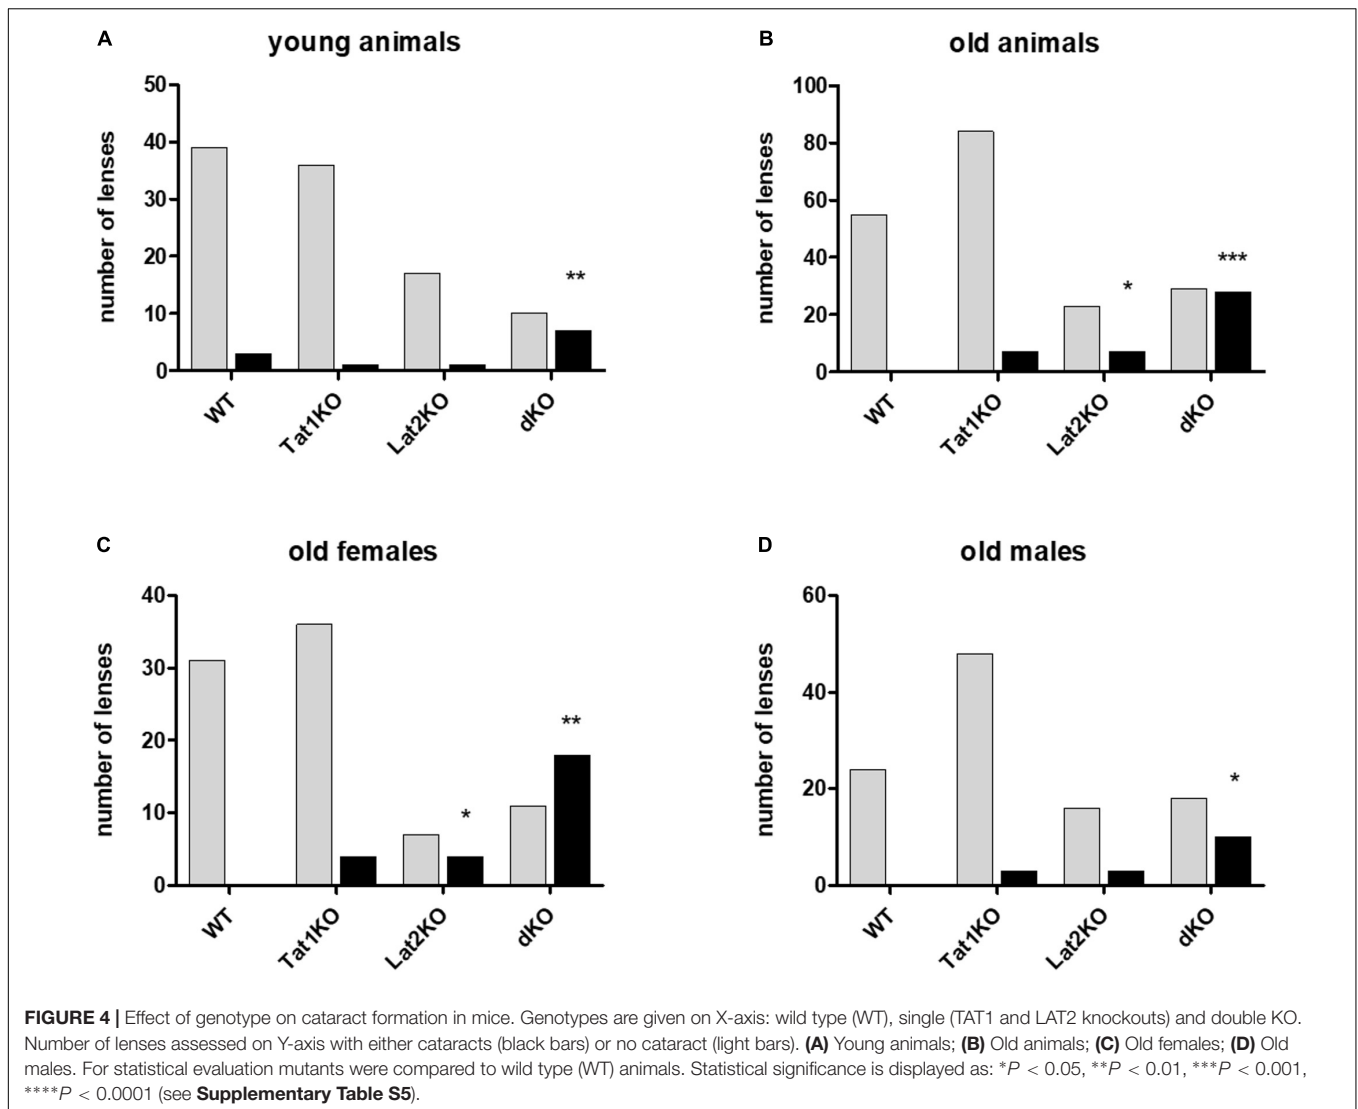 A
young animals
50
40
30
20
10
0
number of lenses
**
WT
Tat1KO
Lat2KO
dKO
B
old animals
100
80
60
40
20
0
number of lenses
*
***
WT
Tat1KO
Lat2KO
dKO
C
old females
40
30
20
10
0
number of lenses
*
**
WT
Tat1KO
Lat2KO
dKO
D
old males
60
40
20
0
number of lenses
*
WT
Tat1KO
Lat2KO
dKO
FIGURE 4 | Effect of genotype on cataract formation in mice. Genotypes are given on X-axis: wild type (WT), single (TAT1 and LAT2 knockouts) and double KO.
Number of lenses assessed on Y-axis with either cataracts (black bars) or no cataract (light bars). (A) Young animals; (B) Old animals; (C) Old females; (D) Old
males. For statistical evaluation mutants were compared to wild type (WT) animals. Statistical significance is displayed as: *P < 0.05, **P < 0.01, ***P < 0.001,
****P < 0.0001 (see Supplementary Table S5).